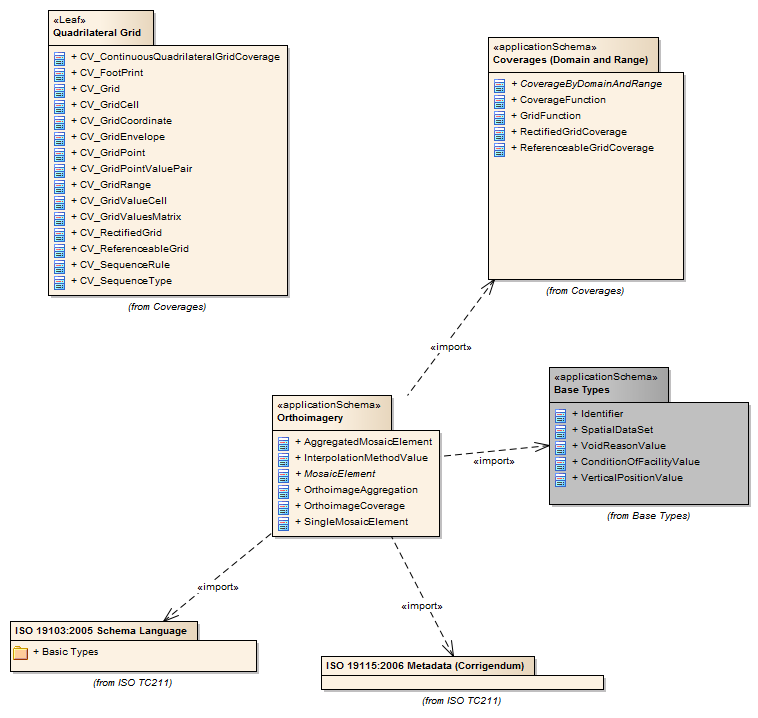 «Leaf»
Quadrilateral Grid
+ CV_ContinuousQuadrilateralGridCoverage
+ CV_FootPrint
+ CV_Grid
+ CV_GridCell
+ CV_GridCoordinate
+ CV_GridEnvelope
+ CV_GridPoint
+ CV_GridPointValuePair
+ CV_GridRange
+ CV_GridValueCell
+ CV_GridValuesMatrix
+ CV_RectifiedGrid
+ CV_ReferenceableGrid
+ CV_SequenceRule
+ CV_SequenceType
(from Coverages)
«applicationSchema»
Coverages (Domain and Range)
+ CoverageByDomainAndRange
+ CoverageFunction
+ GridFunction
+ RectifiedGridCoverage
+ ReferenceableGridCoverage
(from Coverages)
«import»
«applicationSchema»
Base Types
+ Identifier
+ SpatialDataSet
+ VoidReasonValue
+ ConditionOfFacilityValue
+ VerticalPositionValue
(from Base Types)
«applicationSchema»
Orthoimagery
+ AggregatedMosaicElement
+ InterpolationMethodValue
+ MosaicElement
+ OrthoimageAggregation
+ OrthoimageCoverage
+ SingleMosaicElement
«import»
«import»
«import»
ISO 19103:2005 Schema Language
+ Basic Types
(from ISO TC211)
ISO 19115:2006 Metadata (Corrigendum)
(from ISO TC211)